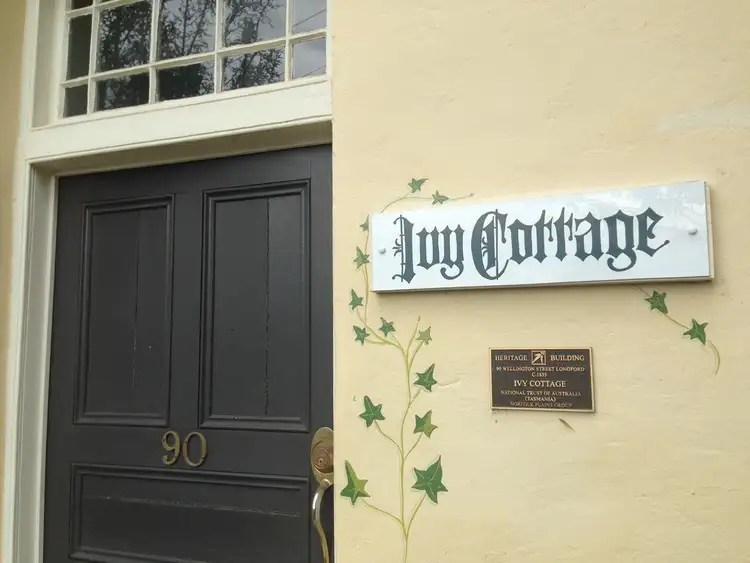 Ivy Cottage
HERITAGE BUILDING
90 WELLINGTON STREET LONGFORD
C.1835
IVY COTTAGE
NATIONAL TRUST OF AUSTRALIA
(TASMANIA)
NORFOLK PLAINS GROUP
90